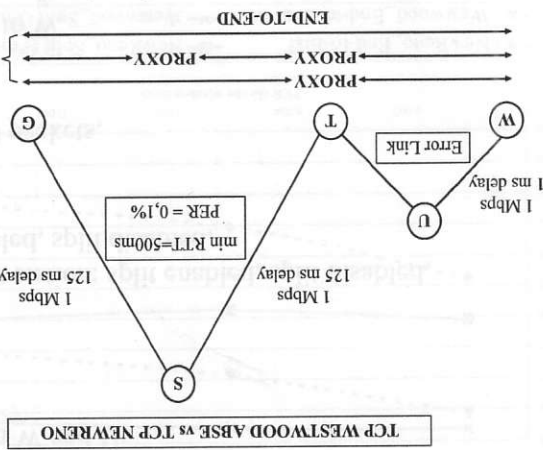 TCP WESTWOOD ABSE vs TCP NEWRENO
S
1 Mbps
125 ms delay
1 Mbps
125 ms delay
min RTT=500ms
PER = 0,1%
U
1 Mbps
1 ms delay
Error Link
W
T
G
PROXY
PROXY
PROXY
END-TO-END